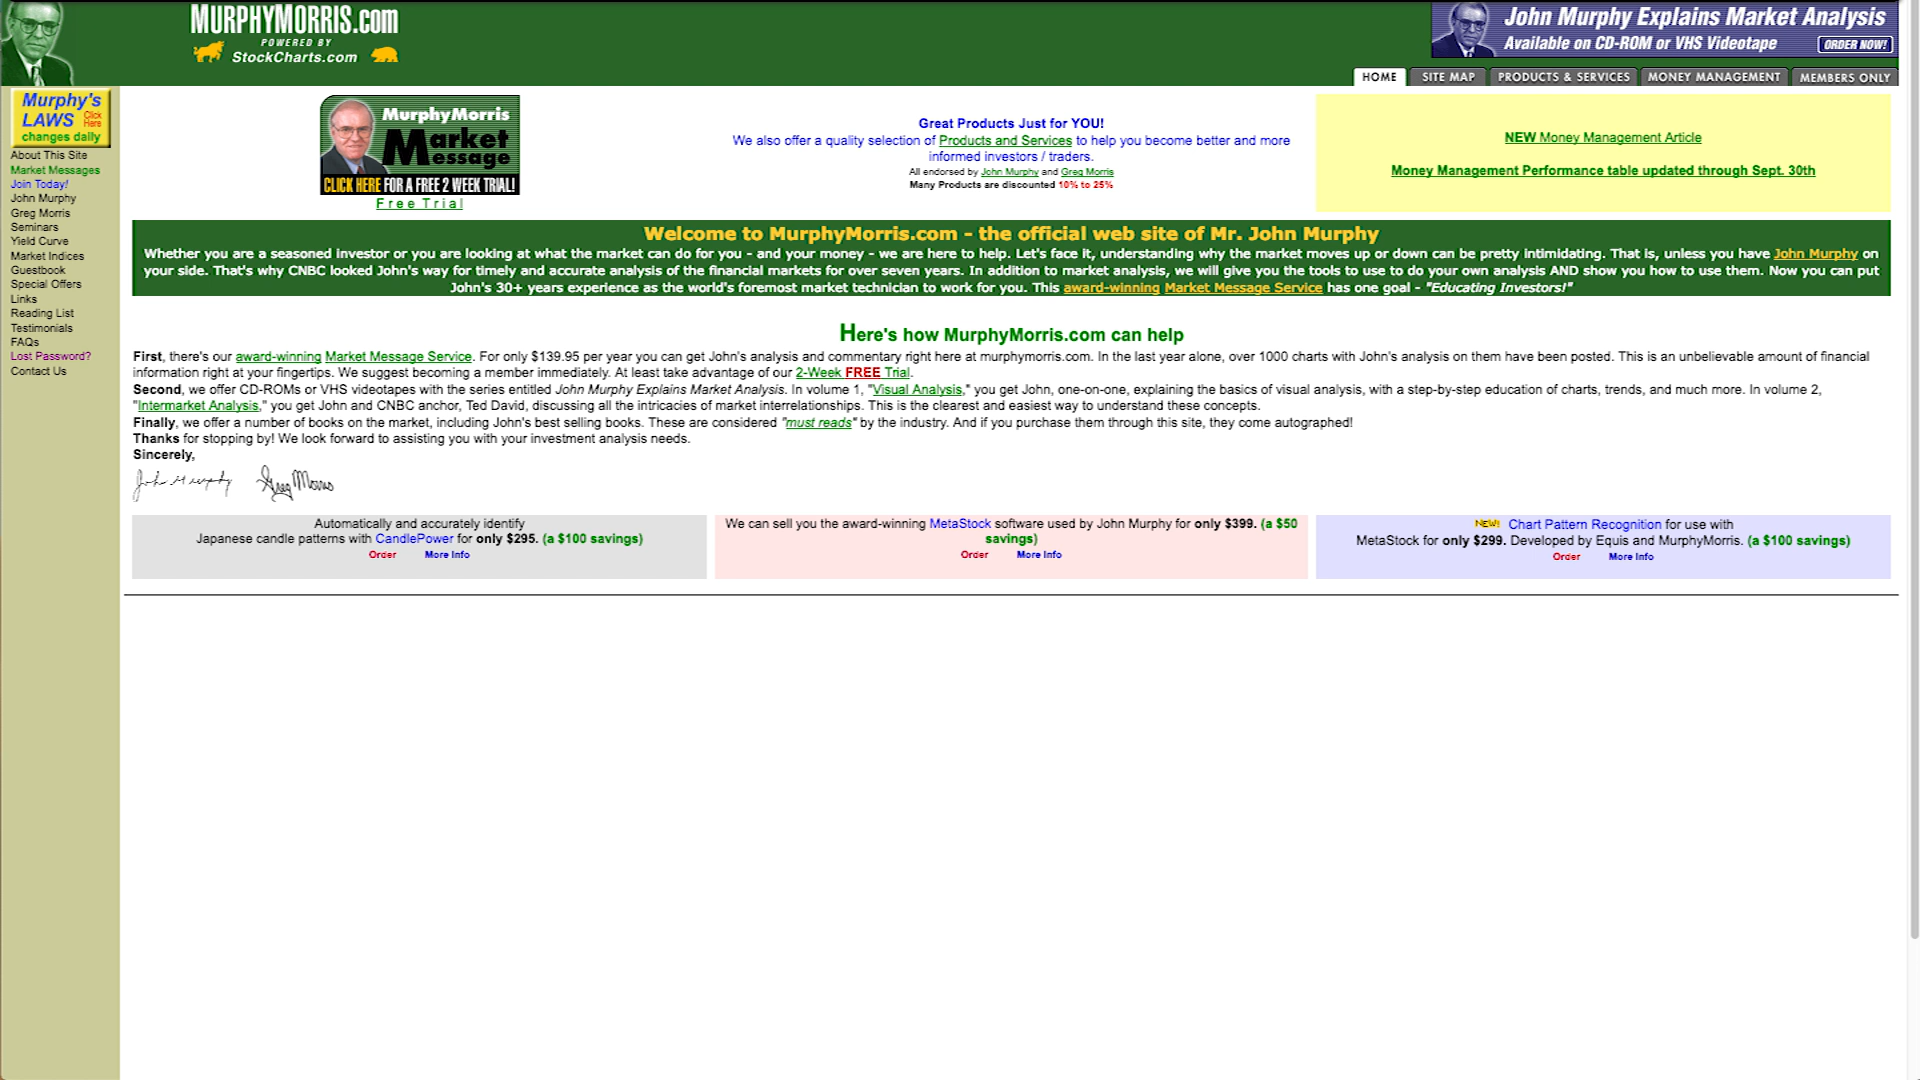 MURPHYMORRIS.com
POWERED BY
StockCharts.com
John Murphy Explains Market Analysis
Available on CD-ROM or VHS Videotape
ORDER NOW!
HOME
SITE MAP
PRODUCTS & SERVICES
MONEY MANAGEMENT
MEMBERS ONLY
Murphy's
LAWS Click Here
changes daily
About This Site
Market Messages
Join Today!
John Murphy
Greg Morris
Seminars
Yield Curve
Market Indices
Guestbook
Special Offers
Links
Reading List
Testimonials
FAQs
Lost Password?
Contact Us
MurphyMorris
Market
Message
CLICK HERE FOR A FREE 2 WEEK TRIAL!
Free Trial
Great Products Just for YOU!
We also offer a quality selection of Products and Services to help you become better and more
informed investors / traders.
All endorsed by John Murphy and Greg Morris
Many Products are discounted 10% to 25%
NEW Money Management Article
Money Management Performance table updated through Sept. 30th
Welcome to MurphyMorris.com - the official web site of Mr. John Murphy
Whether you are a seasoned investor or you are looking at what the market can do for you - and your money - we are here to help. Let's face it, understanding why the market moves up or down can be pretty intimidating. That is, unless you have John Murphy on
your side. That's why CNBC looked John's way for timely and accurate analysis of the financial markets for over seven years. In addition to market analysis, we will give you the tools to use to do your own analysis AND show you how to use them. Now you can put
John's 30+ years experience as the world's foremost market technician to work for you. This award-winning Market Message Service has one goal - "Educating Investors!"
Here's how MurphyMorris.com can help
First, there's our award-winning Market Message Service. For only $139.95 per year you can get John's analysis and commentary right here at murphymorris.com. In the last year alone, over 1000 charts with John's analysis on them have been posted. This is an unbelievable amount of financial
information right at your fingertips. We suggest becoming a member immediately. At least take advantage of our 2-Week FREE Trial.
Second, we offer CD-ROMs or VHS videotapes with the series entitled John Murphy Explains Market Analysis. In volume 1, "Visual Analysis," you get John, one-on-one, explaining the basics of visual analysis, with a step-by-step education of charts, trends, and much more. In volume 2,
"Intermarket Analysis," you get John and CNBC anchor, Ted David, discussing all the intricacies of market interrelationships. This is the clearest and easiest way to understand these concepts.
Finally, we offer a number of books on the market, including John's best selling books. These are considered "must reads" by the industry. And if you purchase them through this site, they come autographed!
Thanks for stopping by! We look forward to assisting you with your investment analysis needs.
Sincerely,
John Murphy Greg Morris
Automatically and accurately identify
Japanese candle patterns with CandlePower for only $295. (a $100 savings)
Order More Info
We can sell you the award-winning MetaStock software used by John Murphy for only $399. (a $50
savings)
Order More Info
NEW! Chart Pattern Recognition for use with
MetaStock for only $299. Developed by Equis and MurphyMorris. (a $100 savings)
Order More Info